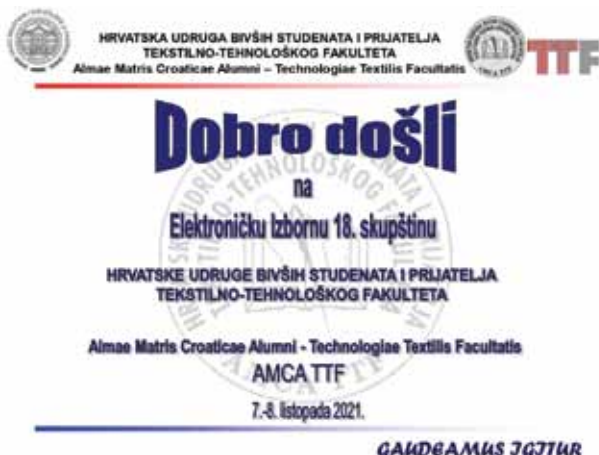 HRVATSKA UDRUGA BIVŠIH STUDENATA I PRIJATELJA
TEKSTILNO-TEHNOLOŠKOG FAKULTETA
Almae Matris Croaticae Alumni – Technologiae Textilis Facultatis
TTF
Dobro došli
na
Elektroničku Izbornu 18. skupštinu
HRVATSKE UDRUGE BIVŠIH STUDENATA I PRIJATELJA
TEKSTILNO-TEHNOLOŠKOG FAKULTETA
Almae Matris Croaticae Alumni - Technologiae Textilis Facultatis
AMCA TTF
7.-8. listopada 2021.
GAUDEAMUS IGITUR